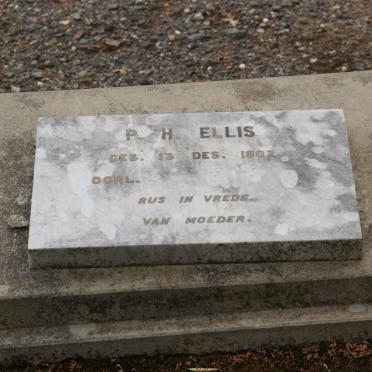 P H ELLIS
GEB. 13 DES. 1902
OORL.
RUS IN VREDE.
VAN MOEDER.